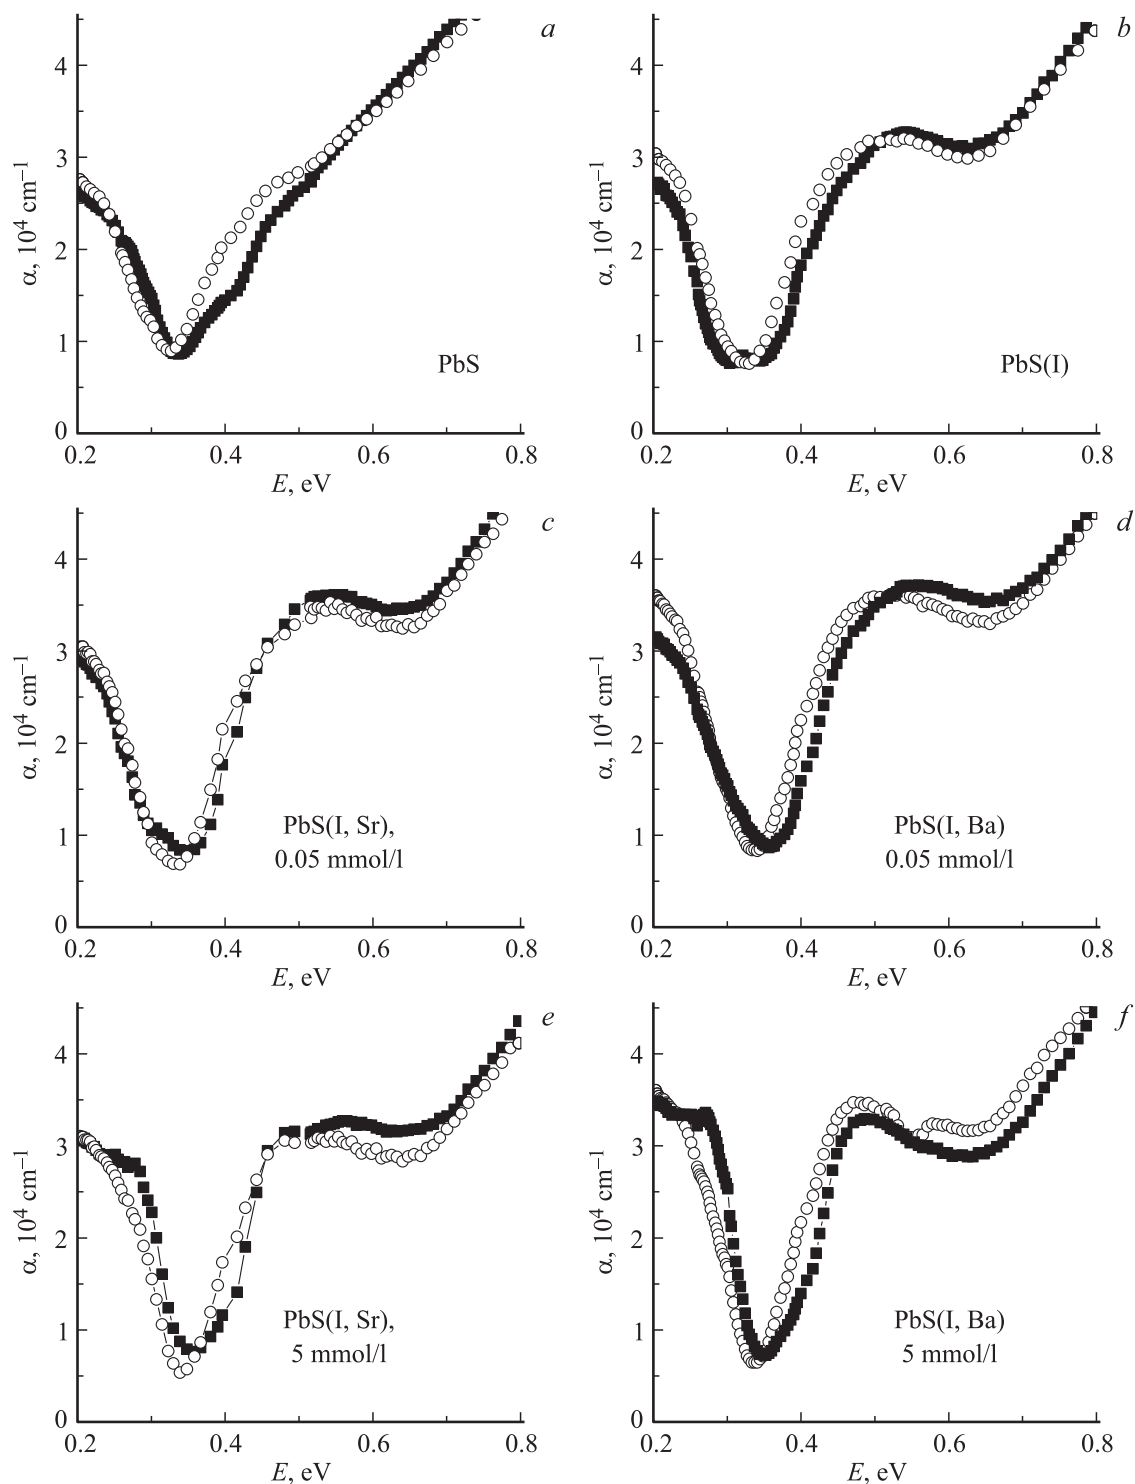 a
4
3
2
1
0
α, 10⁴ cm⁻¹
PbS
0.2 0.4 0.6 0.8
E, eV
b
4
3
2
1
0
α, 10⁴ cm⁻¹
PbS(I)
0.2 0.4 0.6 0.8
E, eV
c
4
3
2
1
0
α, 10⁴ cm⁻¹
PbS(I, Sr),
0.05 mmol/l
0.2 0.4 0.6 0.8
E, eV
d
4
3
2
1
0
α, 10⁴ cm⁻¹
PbS(I, Ba)
0.05 mmol/l
0.2 0.4 0.6 0.8
E, eV
e
4
3
2
1
0
α, 10⁴ cm⁻¹
PbS(I, Sr),
5 mmol/l
0.2 0.4 0.6 0.8
E, eV
f
4
3
2
1
0
α, 10⁴ cm⁻¹
PbS(I, Ba)
5 mmol/l
0.2 0.4 0.6 0.8
E, eV